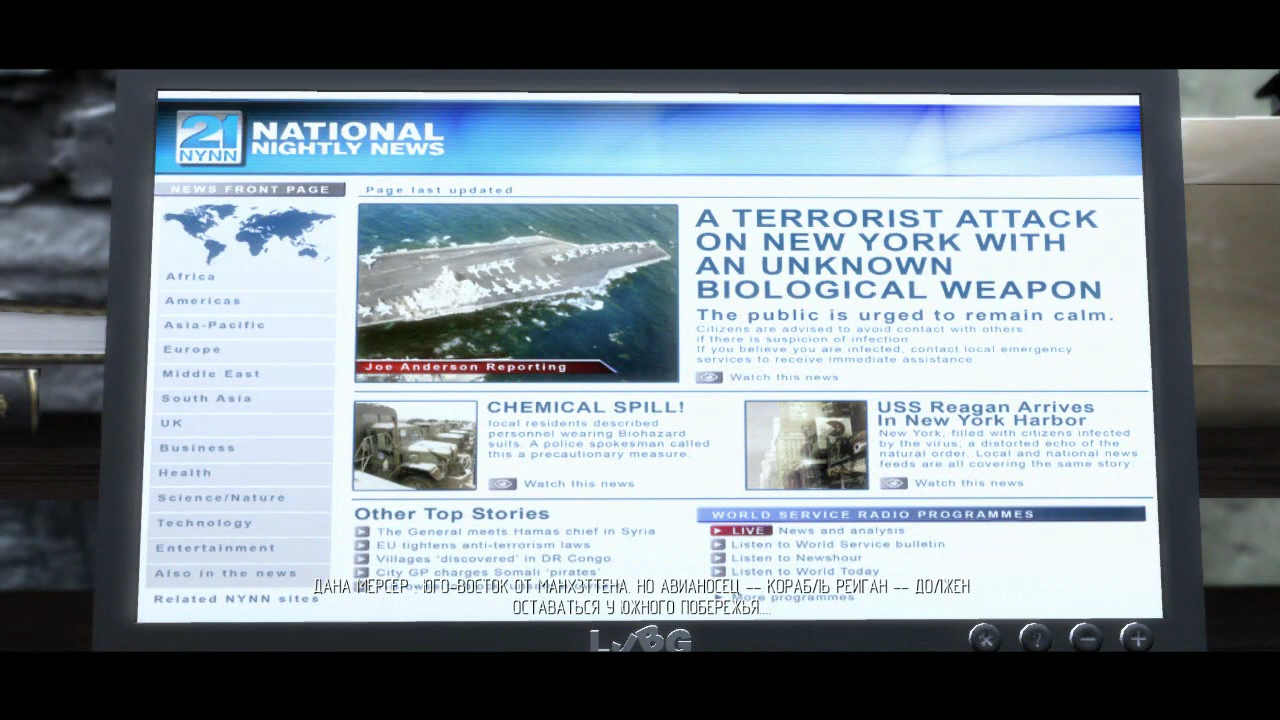 21
NYNN
NATIONAL
NIGHTLY NEWS
NEWS FRONT PAGE
Africa
Americas
Asia-Pacific
Europe
Middle East
South Asia
UK
Business
Health
Science/Nature
Technology
Entertainment
Also in the news
Related NYNN sites
Page last updated
Joe Anderson Reporting
A TERRORIST ATTACK
ON NEW YORK WITH
AN UNKNOWN
BIOLOGICAL WEAPON
The public is urged to remain calm.
Citizens are advised to avoid contact with others
if there is suspicion of infection
If you believe you are infected, contact local emergency
services to receive immediate assistance
Watch this news
CHEMICAL SPILL!
local residents described
personnel wearing Biohazard
suits. A police spokesman called
this a precautionary measure.
Watch this news
USS Reagan Arrives
In New York Harbor
New York, filled with citizens infected
by the virus, a distorted echo of the
natural order. Local and national news
feeds are all covering the same story:
Watch this news
Other Top Stories
The General meets Hamas chief in Syria
EU tightens anti-terrorism laws
Villages 'discovered' in DR Congo
City GP charges Somali 'pirates'
WORLD SERVICE RADIO PROGRAMMES
LIVE News and analysis
Listen to World Service bulletin
Listen to Newshour
Listen to World Today
More programmes
ДАНА МЕРСЕР: ЮГО-ВОСТОК ОТ МАНХЭТТЕНА. НО АВИАНОСЕЦ -- КОРАБЛЬ РЕЙГАН -- ДОЛЖЕН
ОСТАВАТЬСЯ У ЮЖНОГО ПОБЕРЕЖЬЯ...